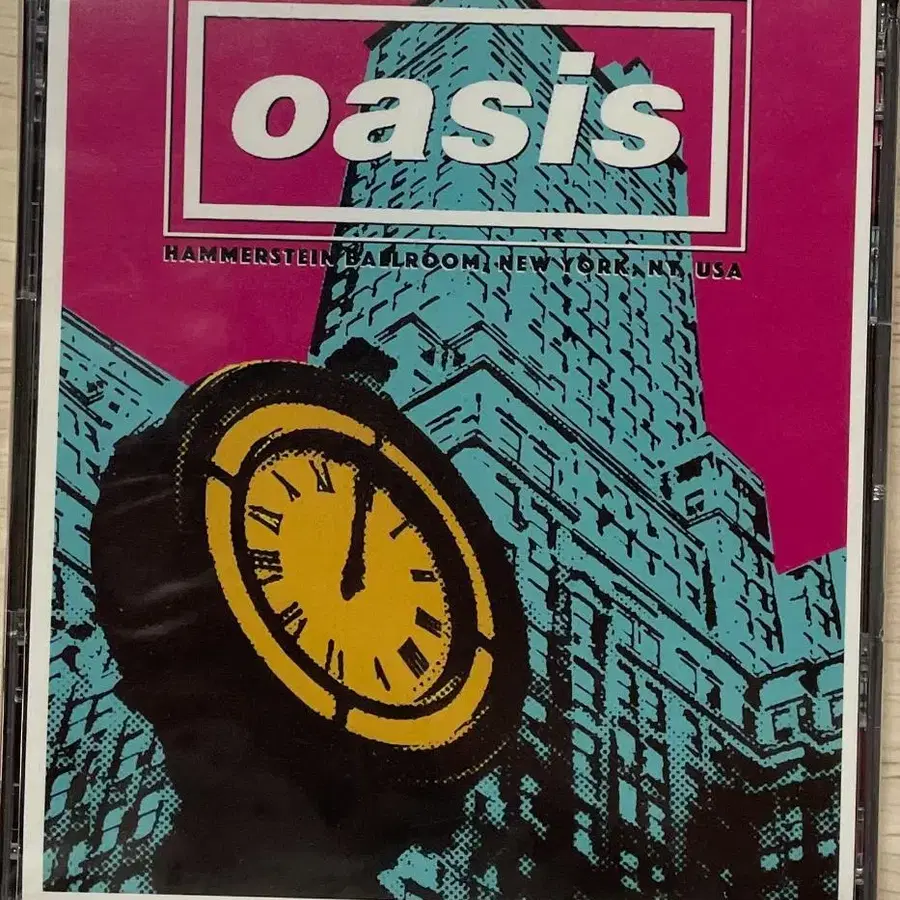 oasis
HAMMERSTEIN BALLROOM, NEW YORK, NY, USA